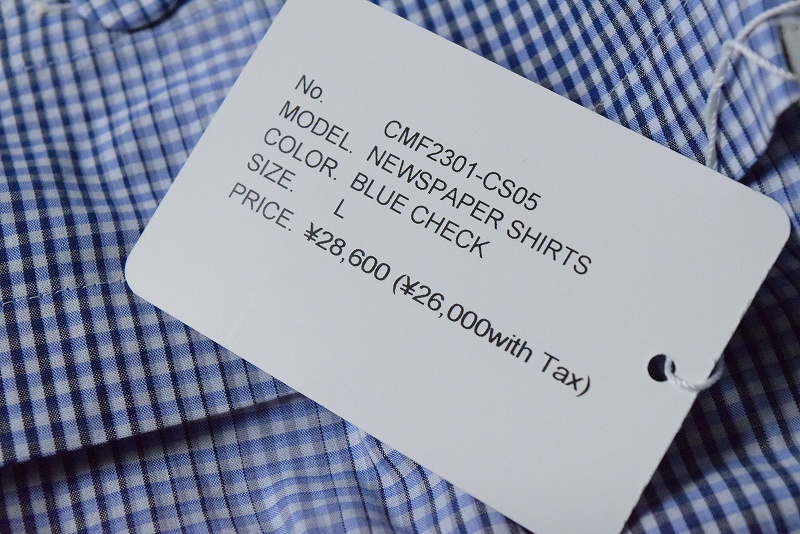 No. CMF2301-CS05
MODEL. NEWSPAPER SHIRTS
COLOR. BLUE CHECK
SIZE. L
PRICE. ¥28,600 (¥26,000with Tax)